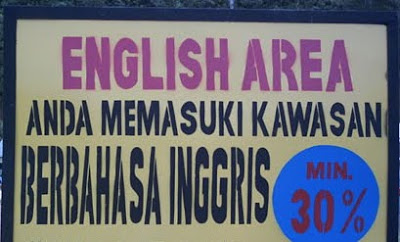 ENGLISH AREA
ANDA MEMASUKI KAWASAN
BERBAHASA INGGRIS
MIN.
30%